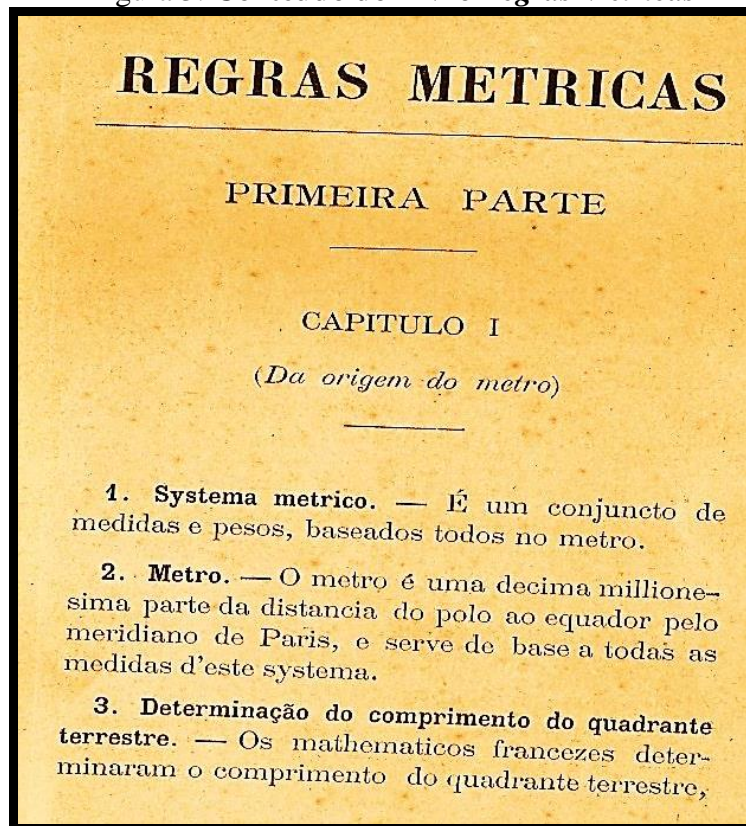 REGRAS METRICAS
PRIMEIRA PARTE
CAPITULO I
(Da origem do metro)
1. Systema metrico. — É um conjuncto de
medidas e pesos, baseados todos no metro.
2. Metro. — O metro é uma decima millione-
sima parte da distancia do polo ao equador pelo
meridiano de Paris, e serve de base a todas as
medidas d'este systema.
3. Determinação do comprimento do quadrante
terrestre. — Os mathematicos francezes deter-
minaram o comprimento do quadrante terrestre,